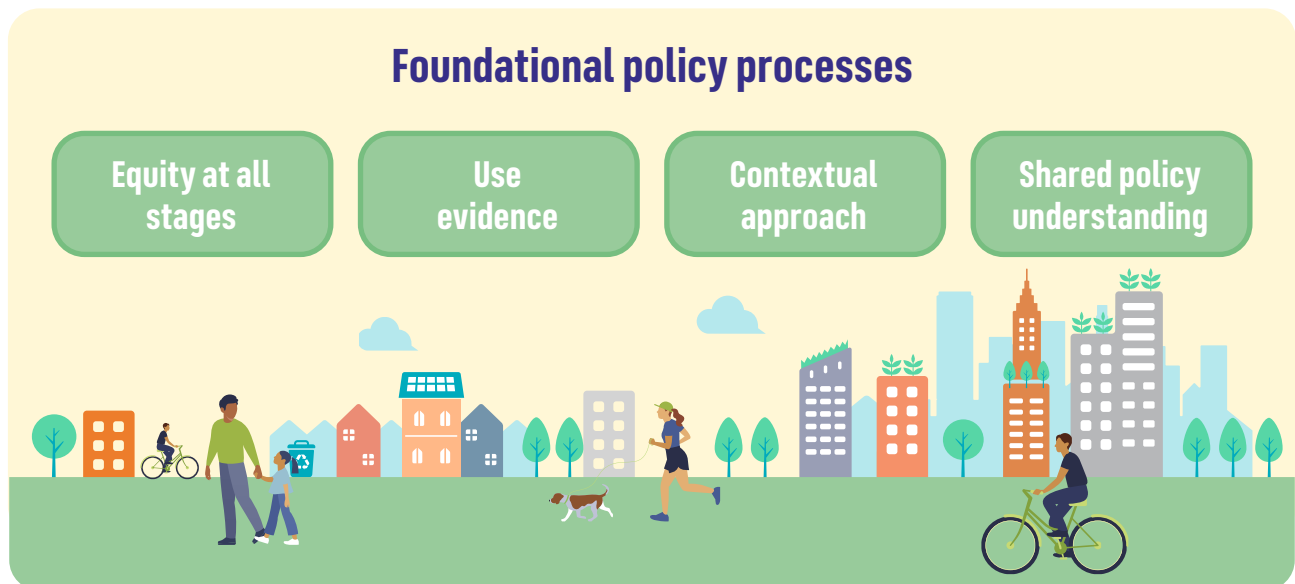 Foundational policy processes
Equity at all
stages
Use
evidence
Contextual
approach
Shared policy
understanding